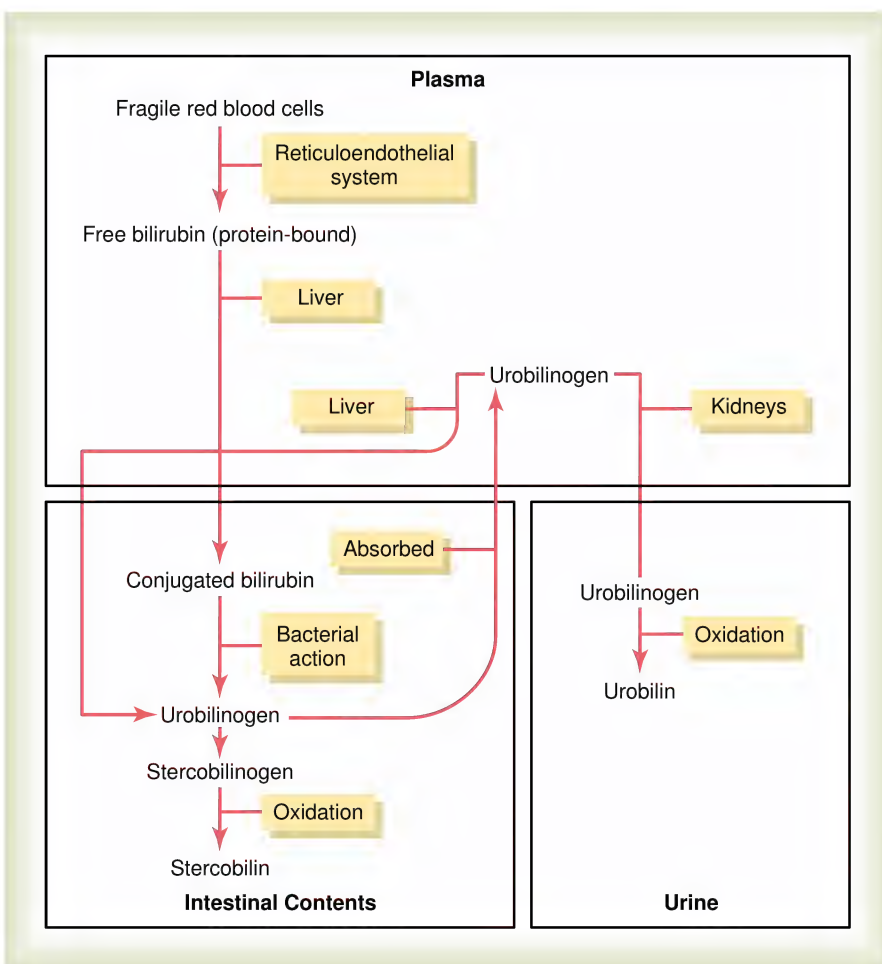 Plasma
Fragile red blood cells
Reticuloendothelial
system
Free bilirubin (protein-bound)
Liver
Urobilinogen
Liver
Kidneys
Absorbed
Conjugated bilirubin
Urobilinogen
Bacterial
action
Oxidation
Urobilin
Urobilinogen
Stercobilinogen
Oxidation
Stercobilin
Intestinal Contents
Urine